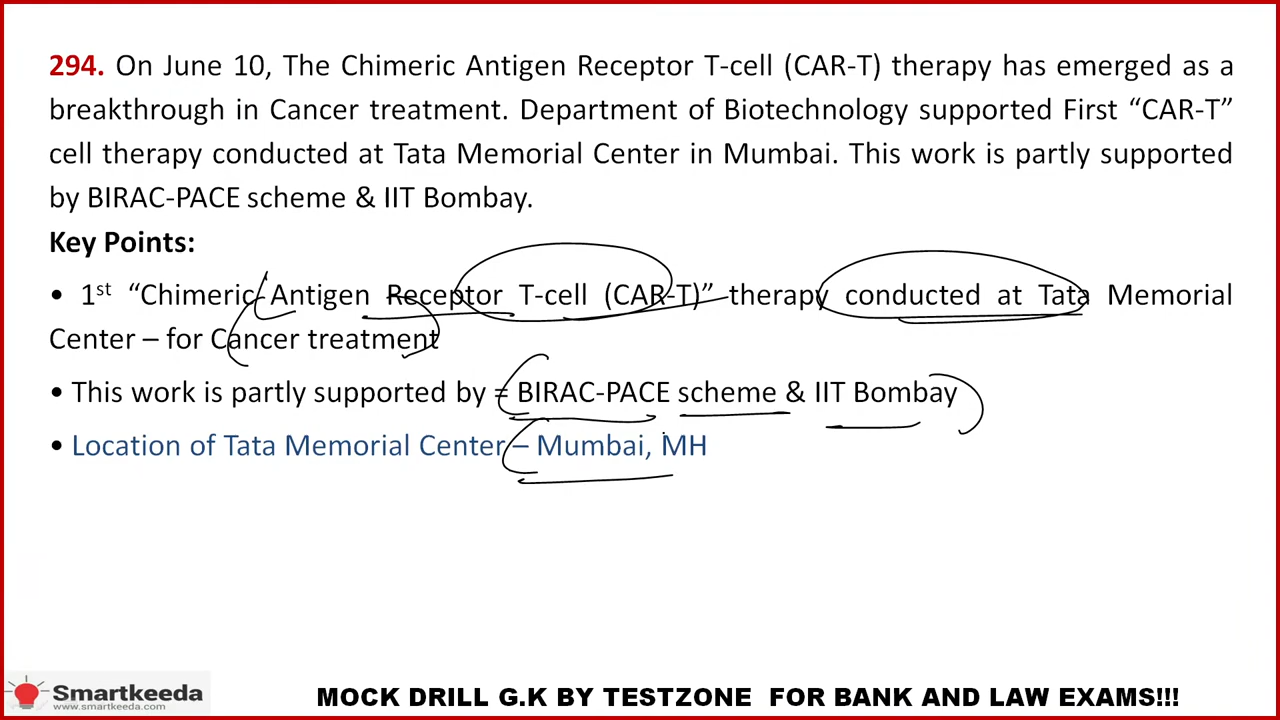 294. On June 10, The Chimeric Antigen Receptor T-cell (CAR-T) therapy has emerged as a
breakthrough in Cancer treatment. Department of Biotechnology supported First “CAR-T”
cell therapy conducted at Tata Memorial Center in Mumbai. This work is partly supported
by BIRAC-PACE scheme & IIT Bombay.
Key Points:
• 1st “Chimeric Antigen Receptor T-cell (CAR-T)” therapy conducted at Tata Memorial
Center – for Cancer treatment
• This work is partly supported by = BIRAC-PACE scheme & IIT Bombay
• Location of Tata Memorial Center – Mumbai, MH
Smartkeeda
www.smartkeeda.com
MOCK DRILL G.K BY TESTZONE FOR BANK AND LAW EXAMS!!!